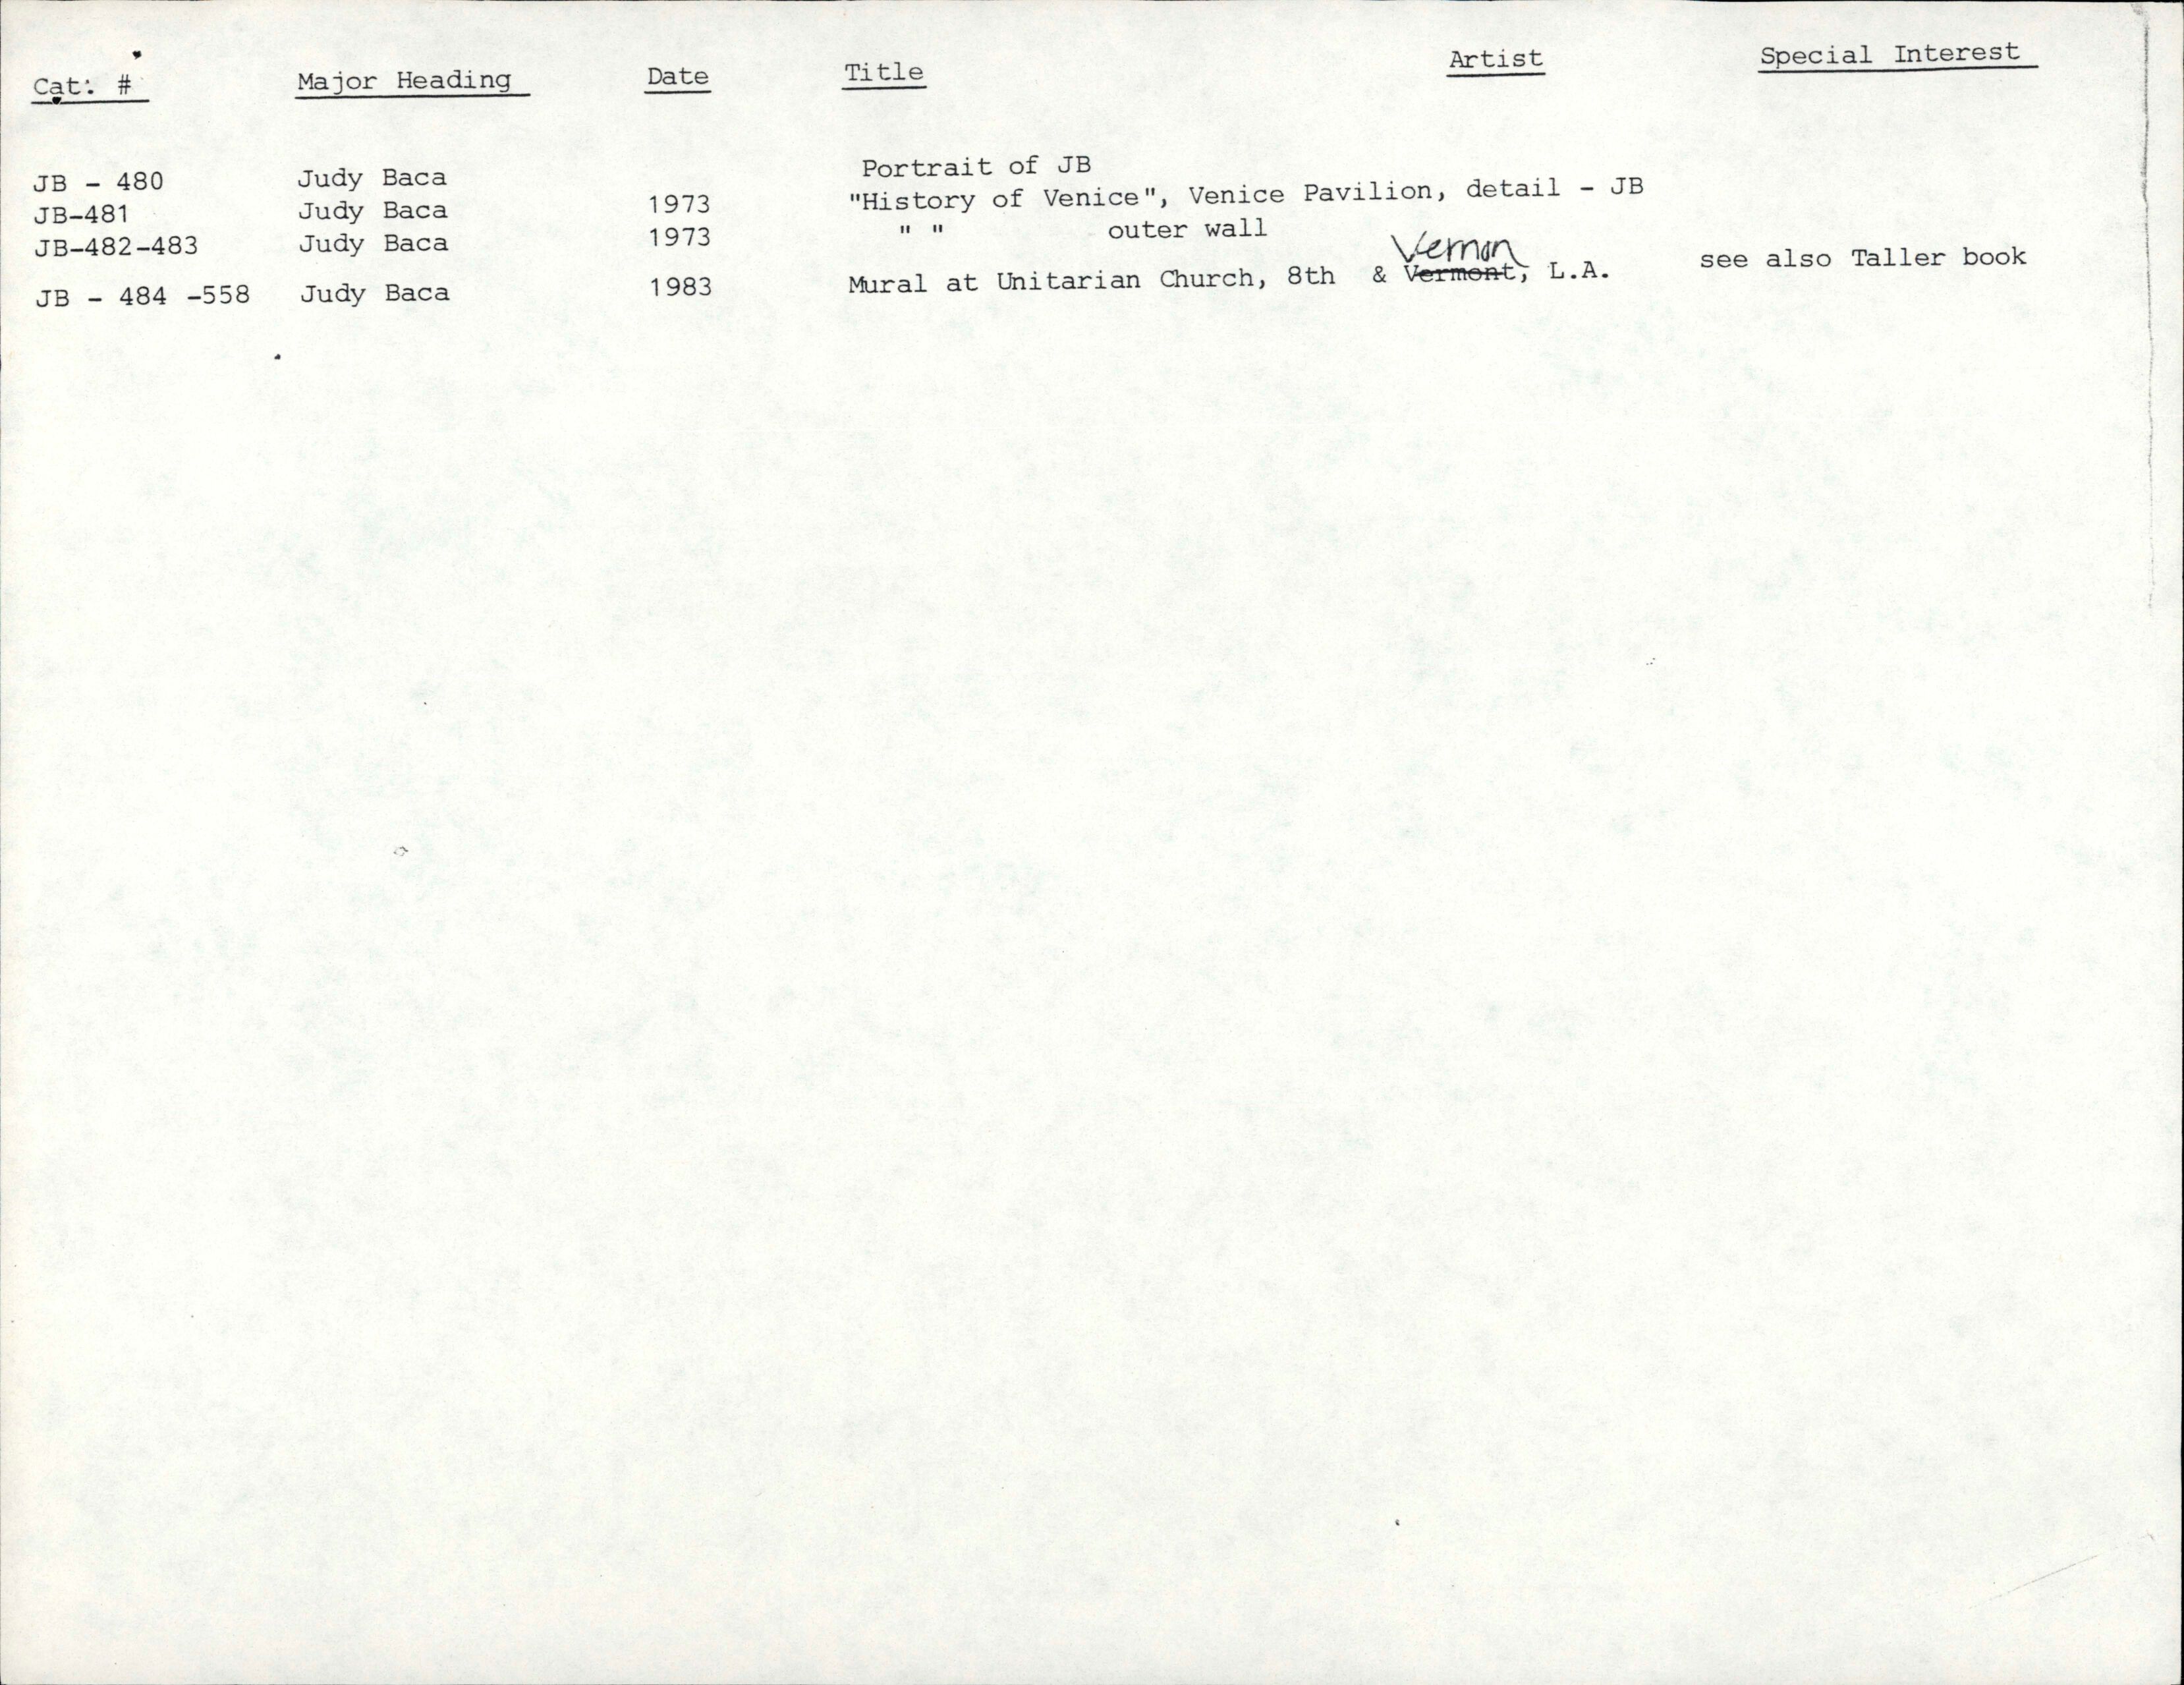 Cat. # Major Heading Date Title Artist Special Interest
JB - 480 Judy Baca Portrait of JB
JB-481 Judy Baca 1973 "History of Venice", Venice Pavilion, detail - JB
JB-482-483 Judy Baca 1973 " " outer wall
Vernon
JB - 484 -558 Judy Baca 1983 Mural at Unitarian Church, 8th & Vermont, L.A. see also Taller book